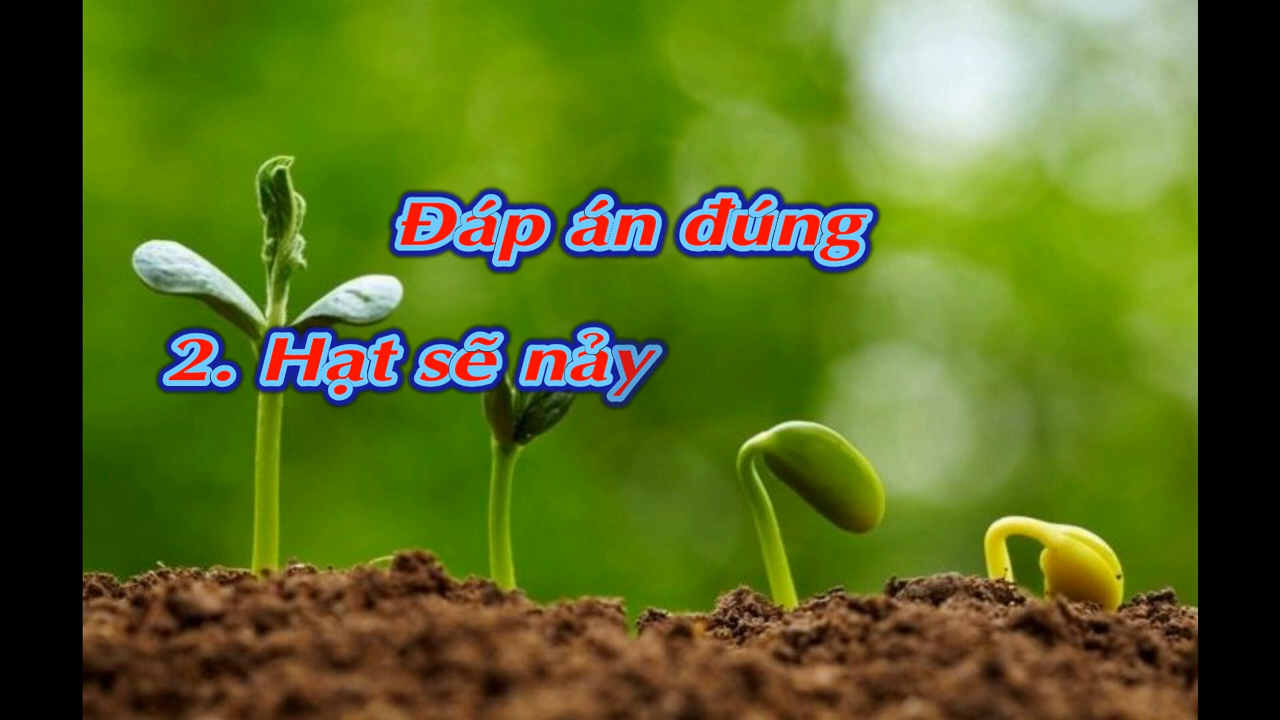 Đáp án đúng
2. Hạt sẽ nảy